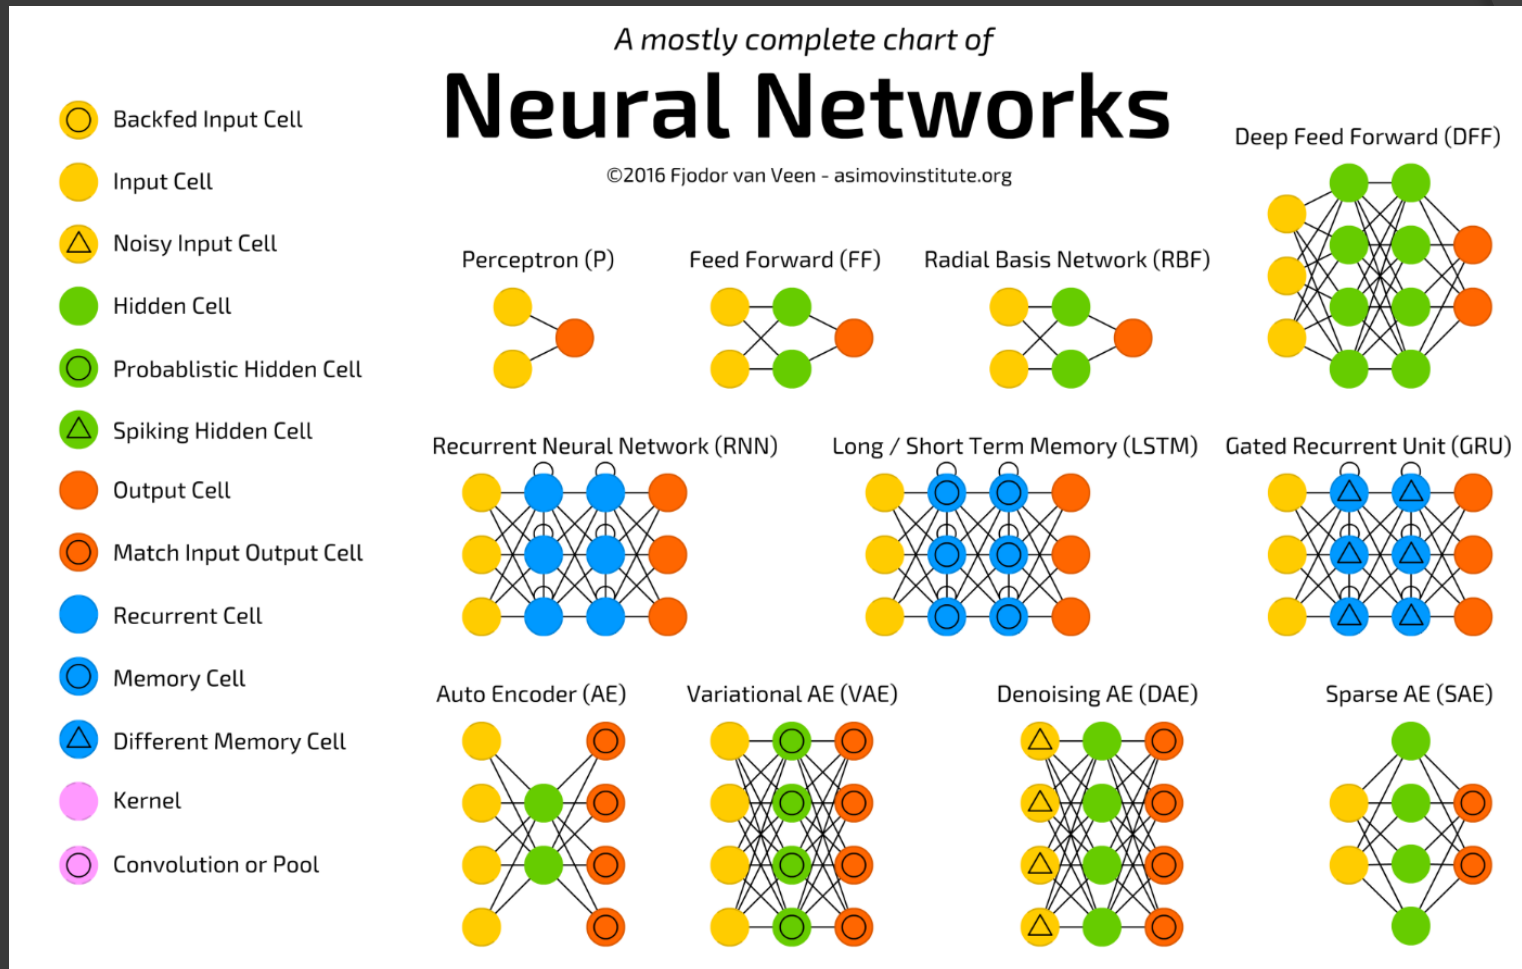 A mostly complete chart of
Neural Networks
©2016 Fjodor van Veen - asimovinstitute.org
Backfed Input Cell
Input Cell
Noisy Input Cell
Hidden Cell
Probablistic Hidden Cell
Spiking Hidden Cell
Output Cell
Match Input Output Cell
Recurrent Cell
Memory Cell
Different Memory Cell
Kernel
Convolution or Pool
Deep Feed Forward (DFF)
Perceptron (P)
Feed Forward (FF)
Radial Basis Network (RBF)
Recurrent Neural Network (RNN)
Long / Short Term Memory (LSTM)
Gated Recurrent Unit (GRU)
Auto Encoder (AE)
Variational AE (VAE)
Denoising AE (DAE)
Sparse AE (SAE)